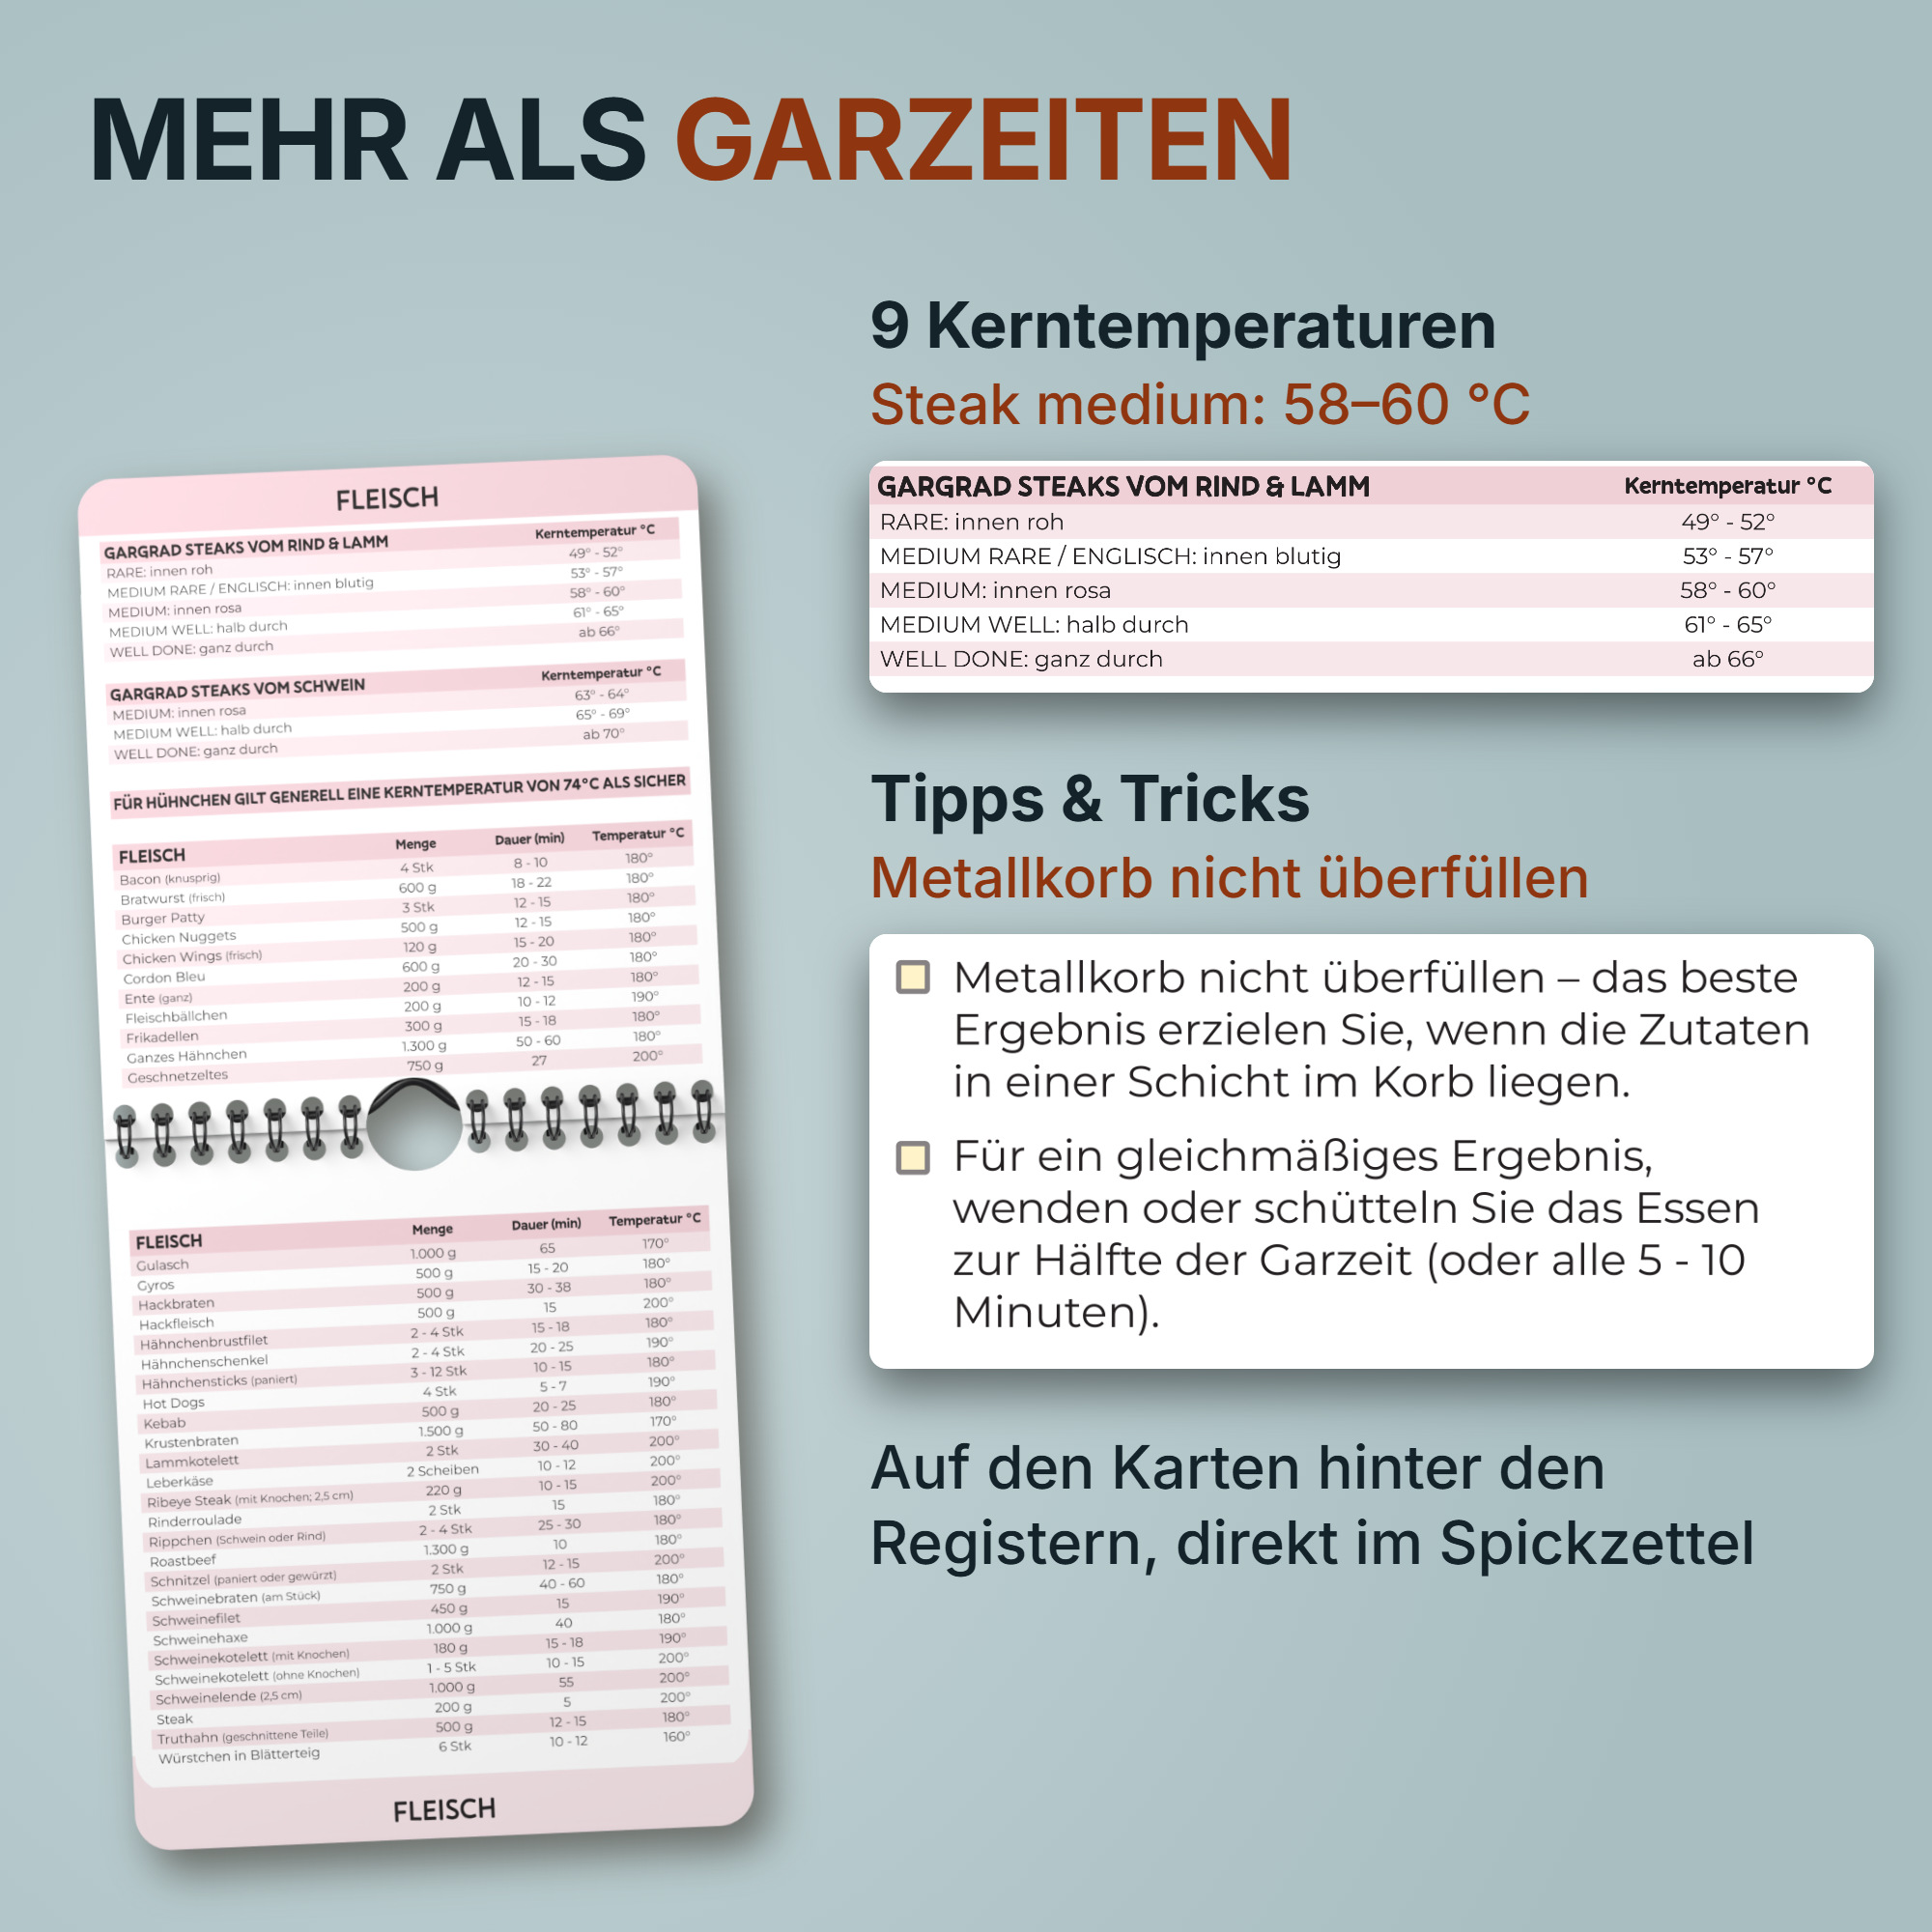 MEHR ALS GARZEITEN
FLEISCH
GARGRAD STEAKS VOM RIND & LAMM Kerntemperatur °C
RARE: innen roh 49° - 52°
MEDIUM RARE / ENGLISCH: innen blutig 53° - 57°
MEDIUM: innen rosa 58° - 60°
MEDIUM WELL: halb durch 61° - 65°
WELL DONE: ganz durch ab 66°
GARGRAD STEAKS VOM SCHWEIN Kerntemperatur °C
MEDIUM: innen rosa 63° - 64°
MEDIUM WELL: halb durch 65° - 69°
WELL DONE: ganz durch ab 70°
FÜR HÜHNCHEN GILT GENERELL EINE KERNTEMPERATUR VON 74°C ALS SICHER
FLEISCH Menge Dauer (min) Temperatur °C
Bacon (knusprig) 4 Stk 8 - 10 180°
Bratwurst (frisch) 600 g 18 - 22 180°
Burger Patty 3 Stk 12 - 15 180°
Chicken Nuggets 500 g 12 - 15 180°
Chicken Wings (frisch) 120 g 15 - 20 180°
Cordon Bleu 600 g 20 - 30 180°
Ente (ganz) 200 g 12 - 15 180°
Fleischbällchen 200 g 10 - 12 190°
Frikadellen 300 g 15 - 18 180°
Ganzes Hähnchen 1.300 g 50 - 60 180°
Geschnetzeltes 750 g 27 200°
FLEISCH Menge Dauer (min) Temperatur °C
Gulasch 1.000 g 65 170°
Gyros 500 g 15 - 20 180°
Hackbraten 500 g 30 - 38 180°
Hackfleisch 500 g 15 200°
Hähnchenbrustfilet 2 - 4 Stk 15 - 18 180°
Hähnchenschenkel 2 - 4 Stk 20 - 25 190°
Hähnchensticks (paniert) 3 - 12 Stk 10 - 15 180°
Hot Dogs 4 Stk 5 - 7 190°
Kebab 500 g 20 - 25 180°
Krustenbraten 1.500 g 50 - 80 170°
Lammkotelett 2 Stk 30 - 40 200°
Leberkäse 2 Scheiben 10 - 12 200°
Ribeye Steak (mit Knochen; 2,5 cm) 220 g 10 - 15 200°
Rinderroulade 2 Stk 15 180°
Rippchen (Schwein oder Rind) 2 - 4 Stk 25 - 30 180°
Roastbeef 1.300 g 10 180°
Schnitzel (paniert oder gewürzt) 2 Stk 12 - 15 200°
Schweinebraten (am Stück) 750 g 40 - 60 180°
Schweinefilet 450 g 15 190°
Schweinehaxe 1.000 g 40 180°
Schweinekotelett (mit Knochen) 180 g 15 - 18 190°
Schweinekotelett (ohne Knochen) 1 - 5 Stk 10 - 15 200°
Schweinelende (2,5 cm) 1.000 g 55 200°
Steak 200 g 5 200°
Truthahn (geschnittene Teile) 500 g 12 - 15 180°
Würstchen in Blätterteig 6 Stk 10 - 12 160°
FLEISCH
9 Kerntemperaturen
Steak medium: 58–60 °C
GARGRAD STEAKS VOM RIND & LAMM Kerntemperatur °C
RARE: innen roh 49° - 52°
MEDIUM RARE / ENGLISCH: innen blutig 53° - 57°
MEDIUM: innen rosa 58° - 60°
MEDIUM WELL: halb durch 61° - 65°
WELL DONE: ganz durch ab 66°
Tipps & Tricks
Metallkorb nicht überfüllen
Metallkorb nicht überfüllen – das beste
Ergebnis erzielen Sie, wenn die Zutaten
in einer Schicht im Korb liegen.
Für ein gleichmäßiges Ergebnis,
wenden oder schütteln Sie das Essen
zur Hälfte der Garzeit (oder alle 5 - 10
Minuten).
Auf den Karten hinter den
Registern, direkt im Spickzettel